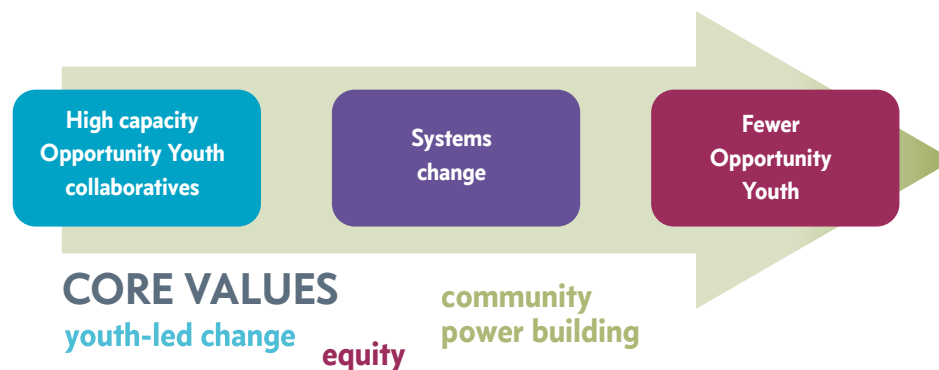 High capacity
Opportunity Youth
collaboratives
Systems
change
Fewer
Opportunity
Youth
CORE VALUES
youth-led change
equity
community
power building